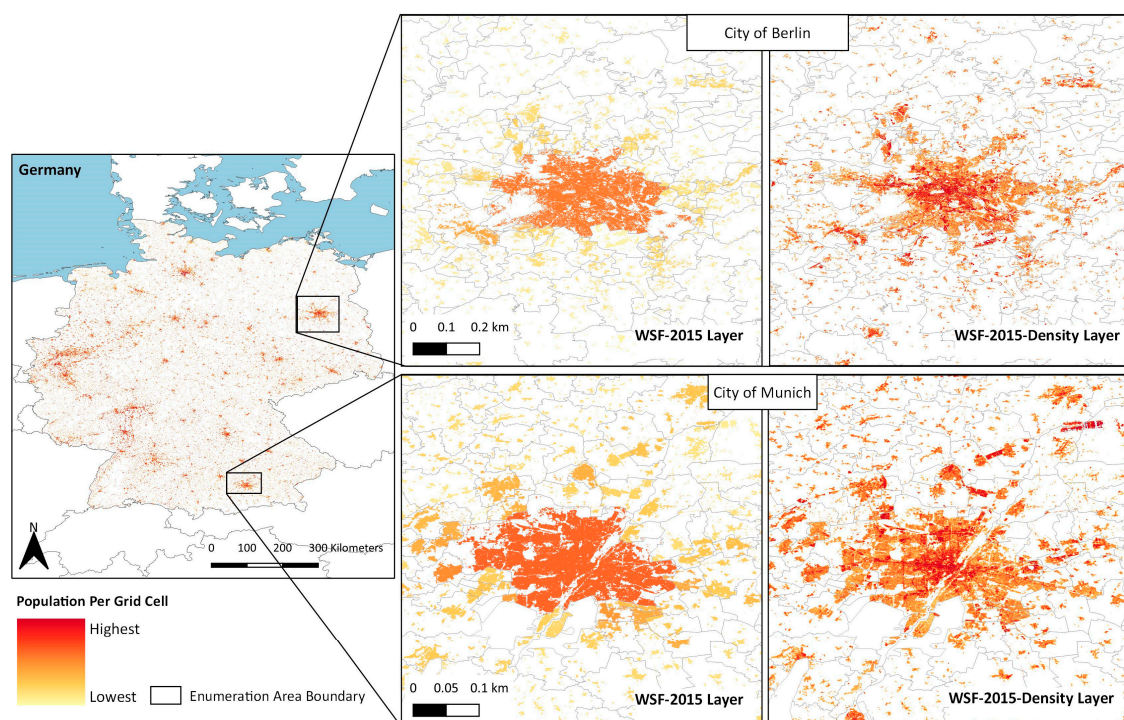 City of Berlin
Germany
0 0.1 0.2 km
WSF-2015 Layer
WSF-2015-Density Layer
City of Munich
N
0 100 200 300 Kilometers
Population Per Grid Cell
Highest
Lowest
Enumeration Area Boundary
0 0.05 0.1 km
WSF-2015 Layer
WSF-2015-Density Layer